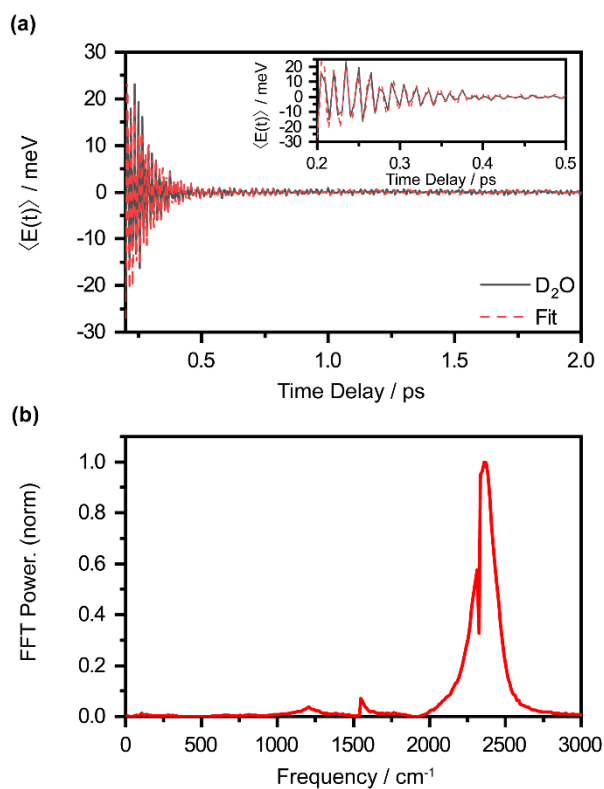 (a)
30
20
10
0
-10
-20
-30
⟨E(t)⟩ / meV
20
10
0
-10
-20
-30
⟨E(t)⟩ / meV
0.2 0.3 0.4 0.5
Time Delay / ps
D₂O
Fit
0.5 1.0 1.5 2.0
Time Delay / ps
(b)
1.0
0.8
0.6
0.4
0.2
0.0
FFT Power. (norm)
0 500 1000 1500 2000 2500 3000
Frequency / cm⁻¹